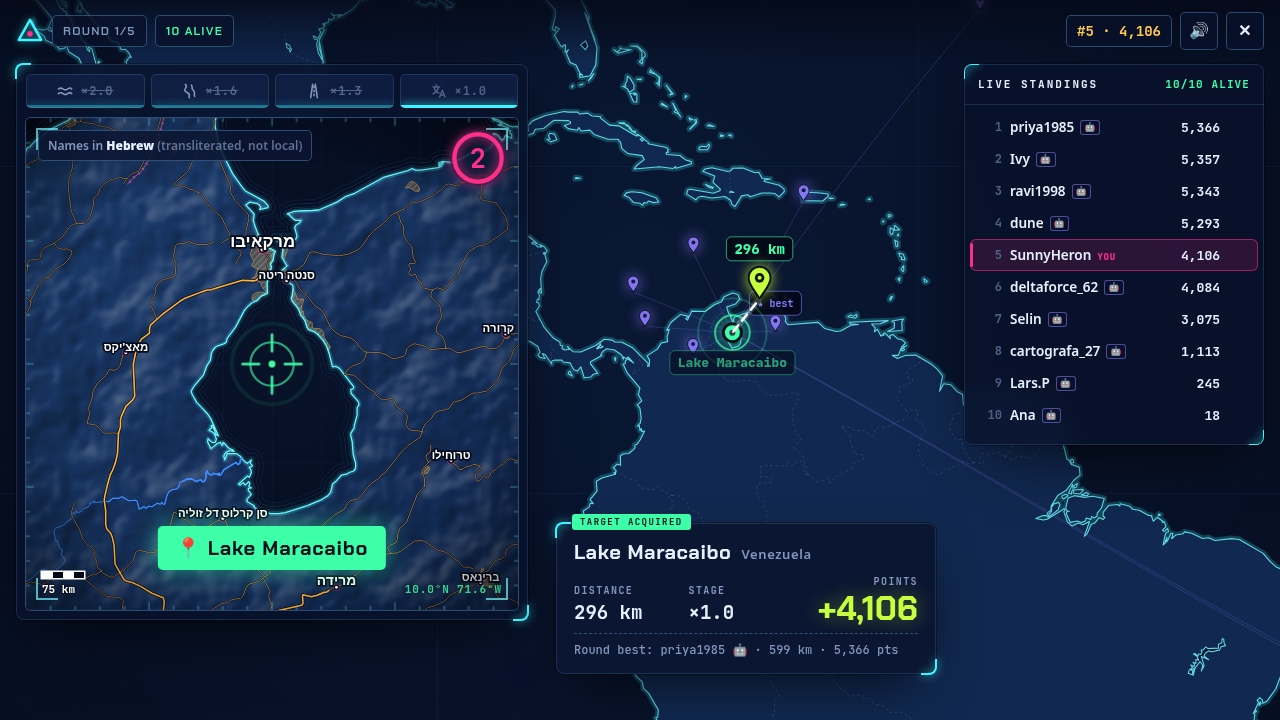 ROUND 1/5
10 ALIVE
#5 · 4,106
×2.0
×1.6
×1.3
×1.0
Names in Hebrew (transliterated, not local)
2
מרקאיבו
סנטה ריטה
קרורה
מאצ'יקס
טרוחילו
סן קרלוס דל זוליה
Lake Maracaibo
מרידה
ברינאס
75 km
10.0°N 71.6°W
296 km
best
Lake Maracaibo
LIVE STANDINGS
10/10 ALIVE
1 priya1985 5,366
2 Ivy 5,357
3 ravi1998 5,343
4 dune 5,293
5 SunnyHeron YOU 4,106
6 deltaforce_62 4,084
7 Selin 3,075
8 cartografa_27 1,113
9 Lars.P 245
10 Ana 18
TARGET ACQUIRED
Lake Maracaibo Venezuela
DISTANCE
STAGE
POINTS
296 km
×1.0
+4,106
Round best: priya1985 🤖 · 599 km · 5,366 pts